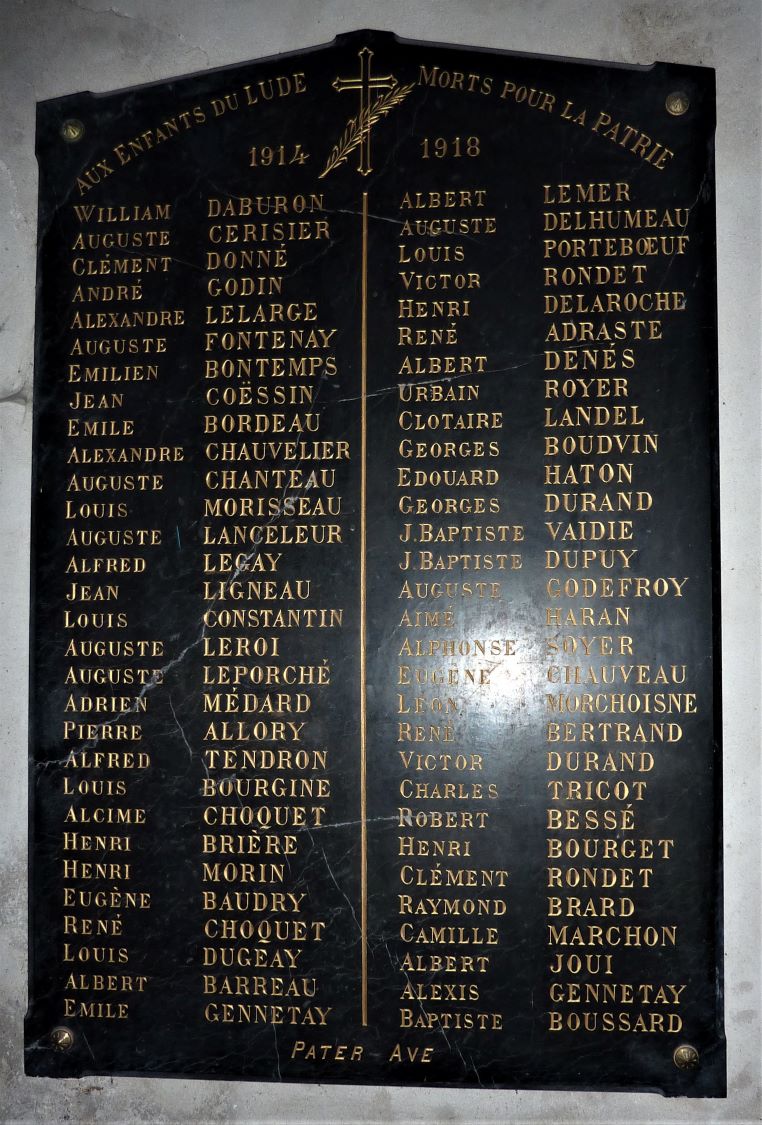 AUX ENFANTS DU LUDE MORTS POUR LA PATRIE
1914 1918
WILLIAM DABURON
AUGUSTE CERISIER
CLÉMENT DONNÉ
ANDRÉ GODIN
ALEXANDRE LELARGE
AUGUSTE FONTENAY
EMILIEN BONTEMPS
JEAN COËSSIN
EMILE BORDEAU
ALEXANDRE CHAUVELIER
AUGUSTE CHANTEAU
LOUIS MORISSEAU
AUGUSTE LANCELEUR
ALFRED LEGAY
JEAN LIGNEAU
LOUIS CONSTANTIN
AUGUSTE LEROI
AUGUSTE LEPORCHÉ
ADRIEN MÉDARD
PIERRE ALLORY
ALFRED TENDRON
LOUIS BOURGINE
ALCIME CHOQUET
HENRI BRIÈRE
HENRI MORIN
EUGÈNE BAUDRY
RENÉ CHOQUET
LOUIS DUGEAY
ALBERT BARREAU
EMILE GENNETAY
ALBERT LEMER
AUGUSTE DELHUMEAU
LOUIS PORTEBŒUF
VICTOR RONDET
HENRI DELAROCHE
RENÉ ADRASTE
ALBERT DENÉS
URBAIN ROYER
CLOTAIRE LANDEL
GEORGES BOUDVIN
EDOUARD HATON
GEORGES DURAND
J.BAPTISTE VAIDIE
J.BAPTISTE DUPUY
AUGUSTE GODEFROY
AIMÉ HARAN
ALPHONSE SOYER
EUGÈNE CHAUVEAU
LÉON MORCHOISNE
RENÉ BERTRAND
VICTOR DURAND
CHARLES TRICOT
ROBERT BESSÉ
HENRI BOURGET
CLÉMENT RONDET
RAYMOND BRARD
CAMILLE MARCHON
ALBERT JOUI
ALEXIS GENNETAY
BAPTISTE BOUSSARD
PATER - AVE